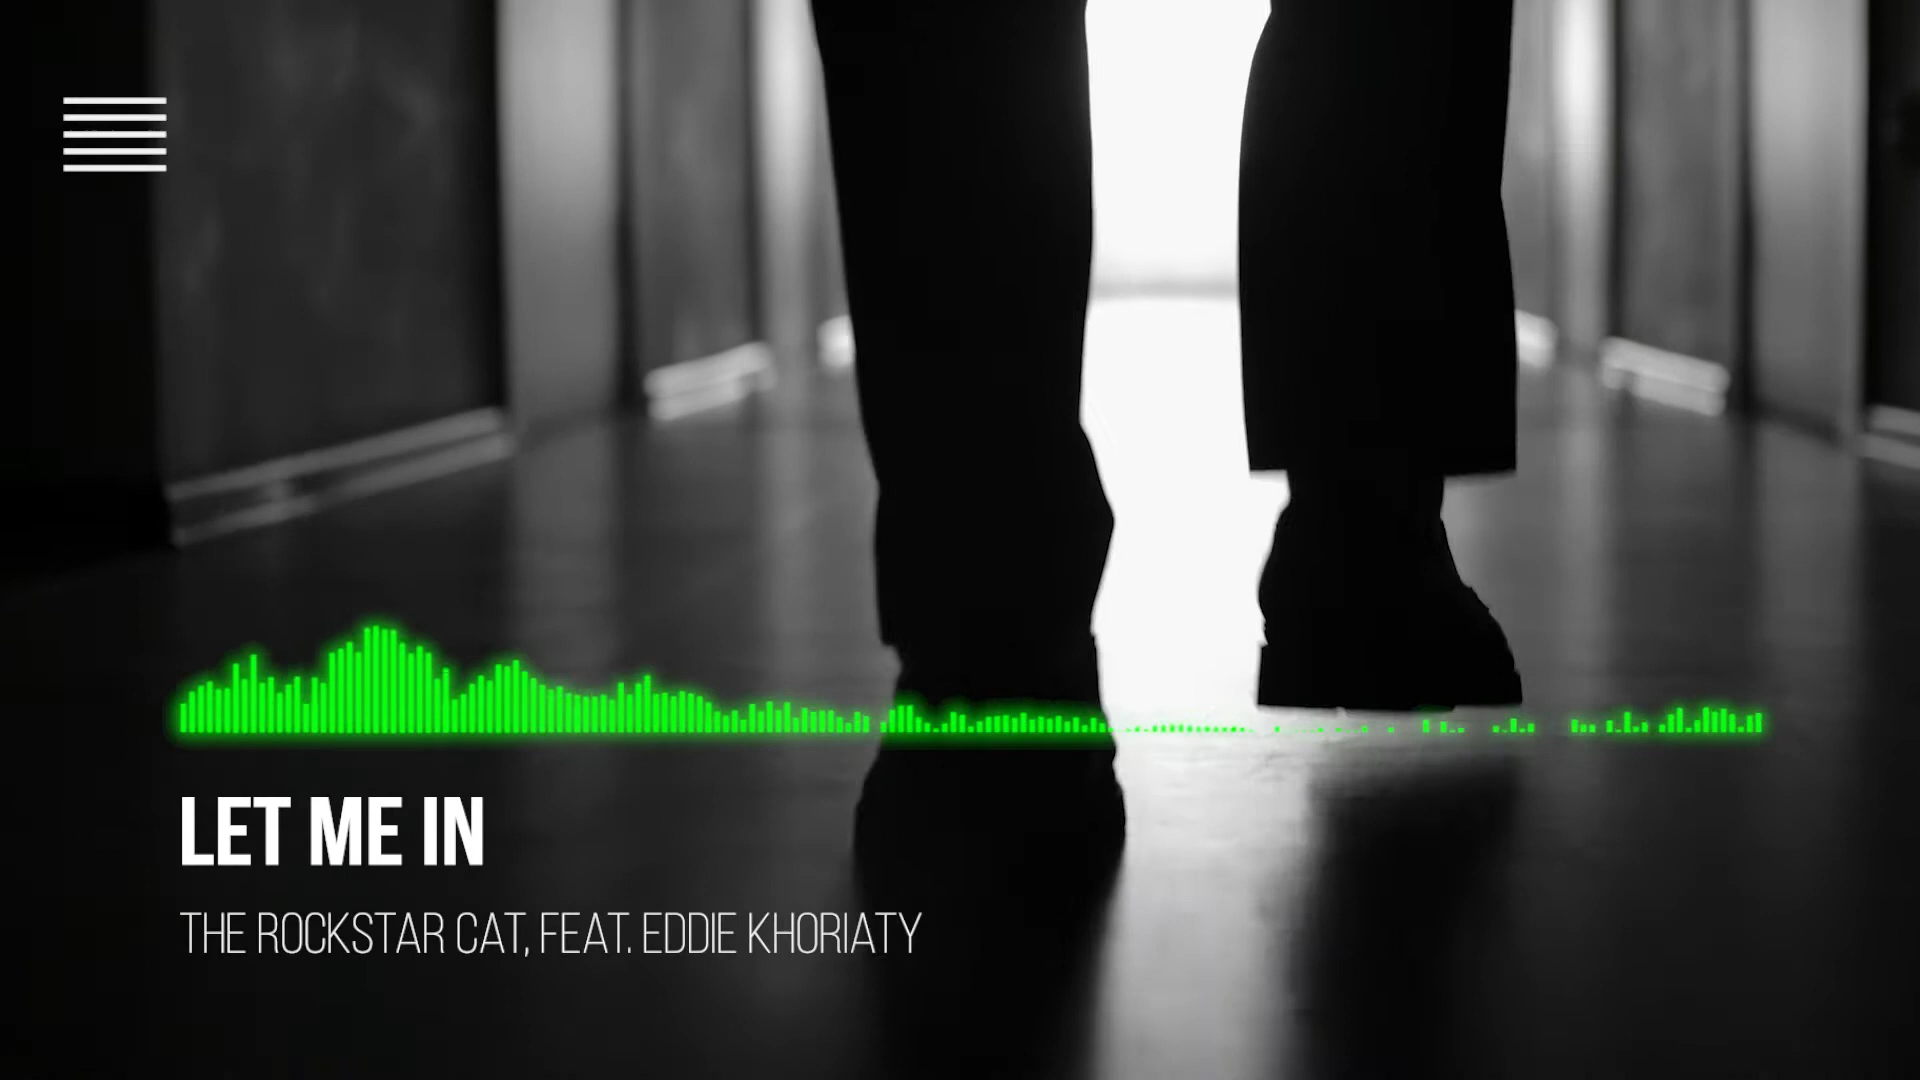 LET ME IN
THE ROCKSTAR CAT, FEAT. EDDIE KHORIATY